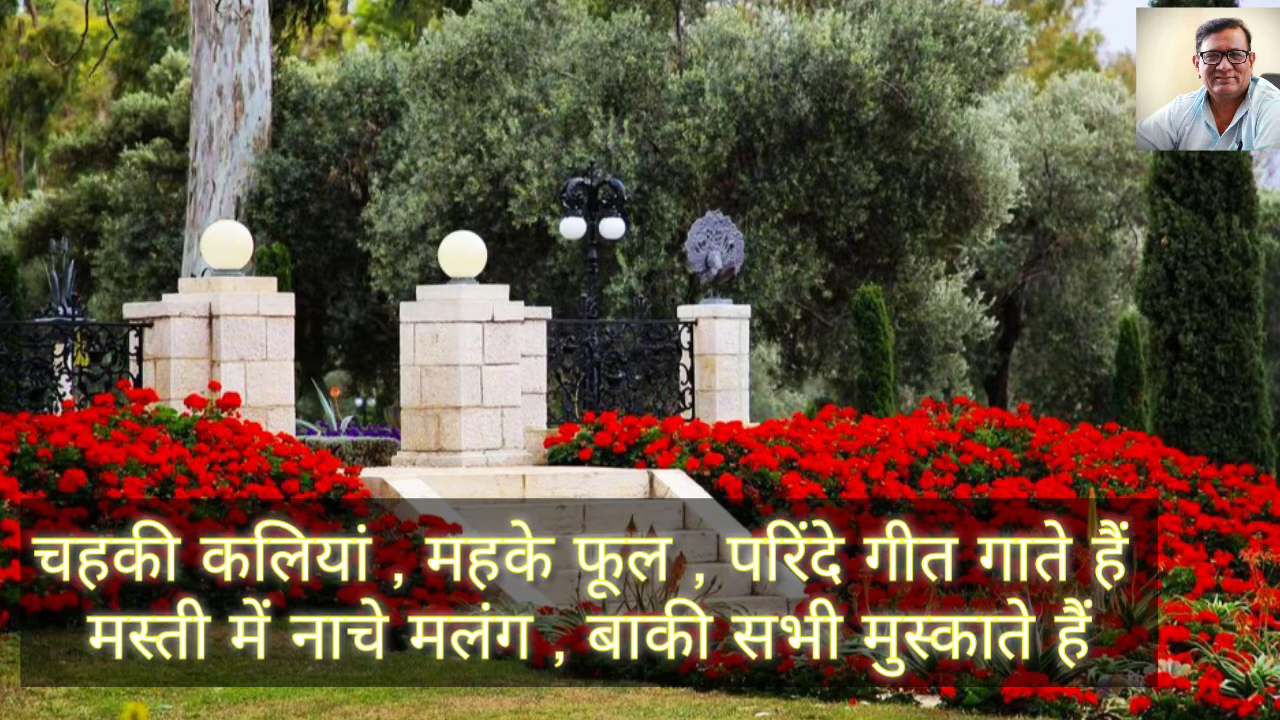 चहकी कलियां , महके फूल , परिंदे गीत गाते हैं
मस्ती में नाचे मलंग , बाकी सभी मुस्काते हैं